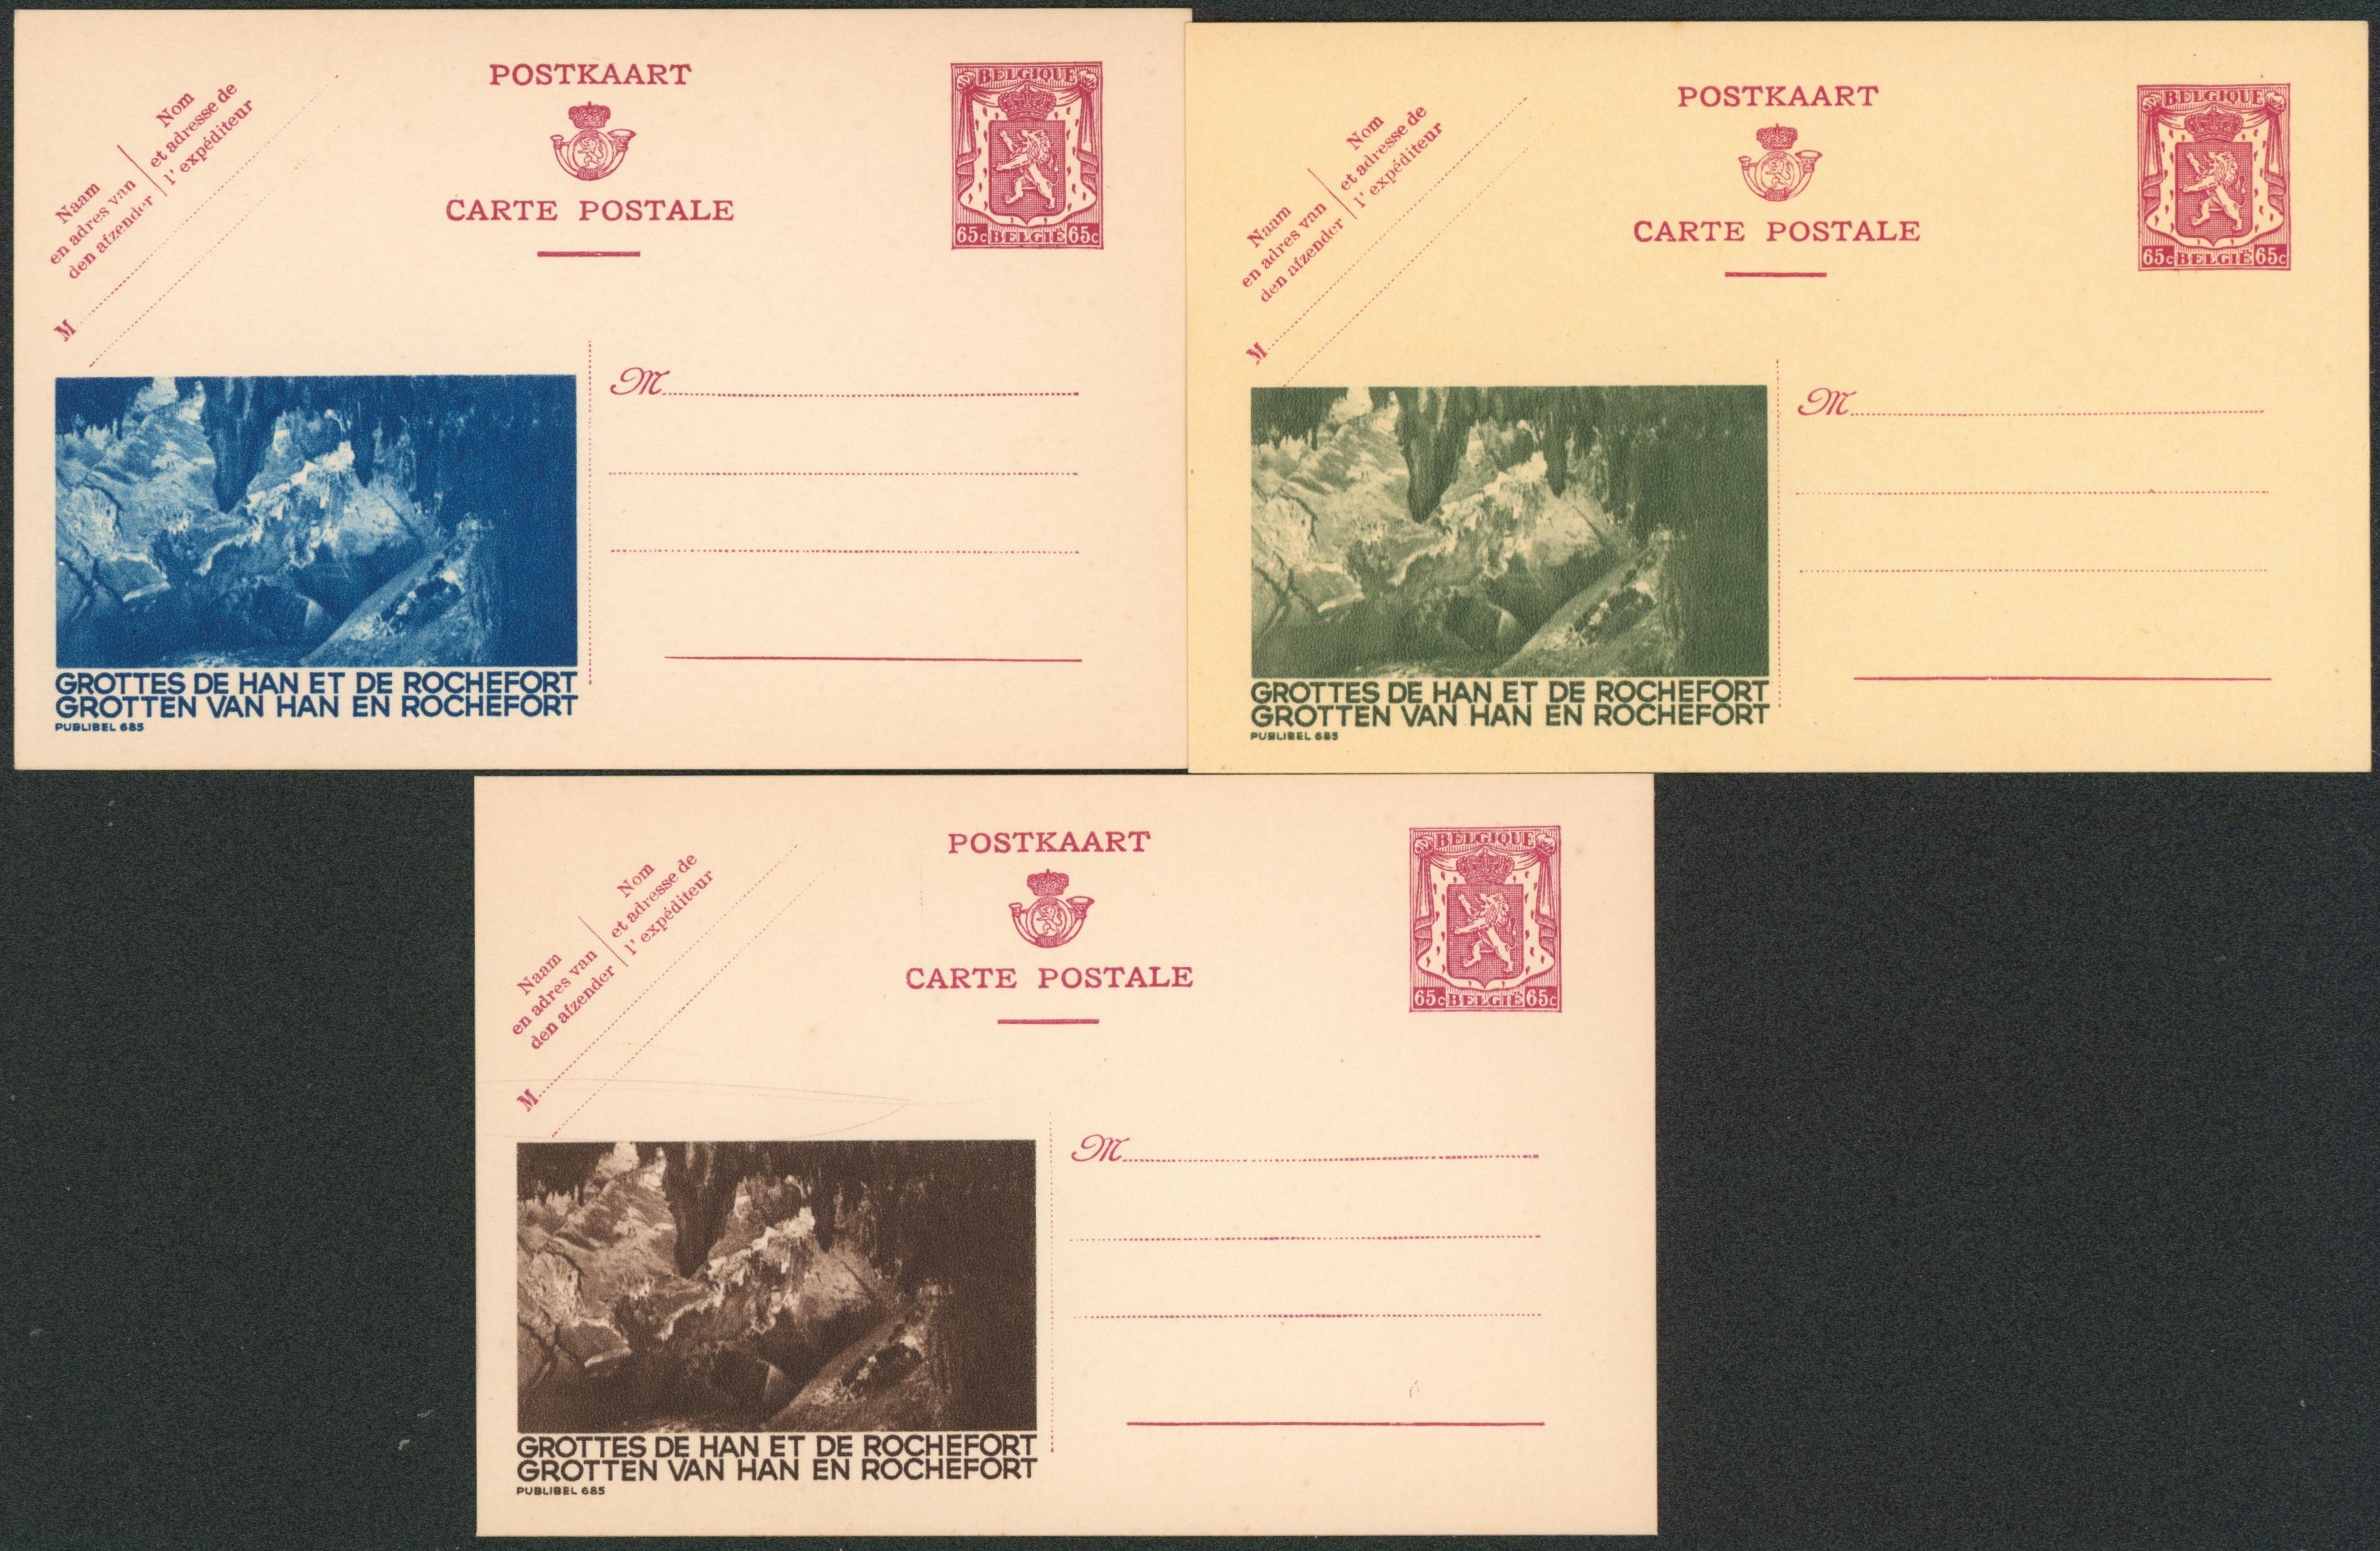 POSTKAART
CARTE POSTALE
Naam
en adres van
den afzender
Nom
et adresse de
l' expéditeur
M
BELGIQUE
65c BELGIË 65c
M
GROTTES DE HAN ET DE ROCHEFORT
GROTTEN VAN HAN EN ROCHEFORT
PUBLIBEL 685
POSTKAART
CARTE POSTALE
Naam
en adres van
den afzender
Nom
et adresse de
l' expéditeur
M
BELGIQUE
65c BELGIË 65c
M
GROTTES DE HAN ET DE ROCHEFORT
GROTTEN VAN HAN EN ROCHEFORT
PUBLIBEL 685
POSTKAART
CARTE POSTALE
Naam
en adres van
den afzender
Nom
et adresse de
l' expéditeur
M
BELGIQUE
65c BELGIË 65c
M
GROTTES DE HAN ET DE ROCHEFORT
GROTTEN VAN HAN EN ROCHEFORT
PUBLIBEL 685